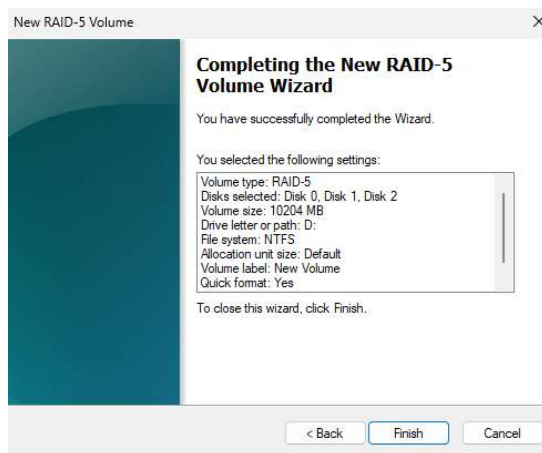 New RAID-5 Volume
Completing the New RAID-5
Volume Wizard
You have successfully completed the Wizard.
You selected the following settings:
Volume type: RAID-5
Disks selected: Disk 0, Disk 1, Disk 2
Volume size: 10204 MB
Drive letter or path: D:
File system: NTFS
Allocation unit size: Default
Volume label: New Volume
Quick format: Yes
To close this wizard, click Finish.
< Back Finish Cancel